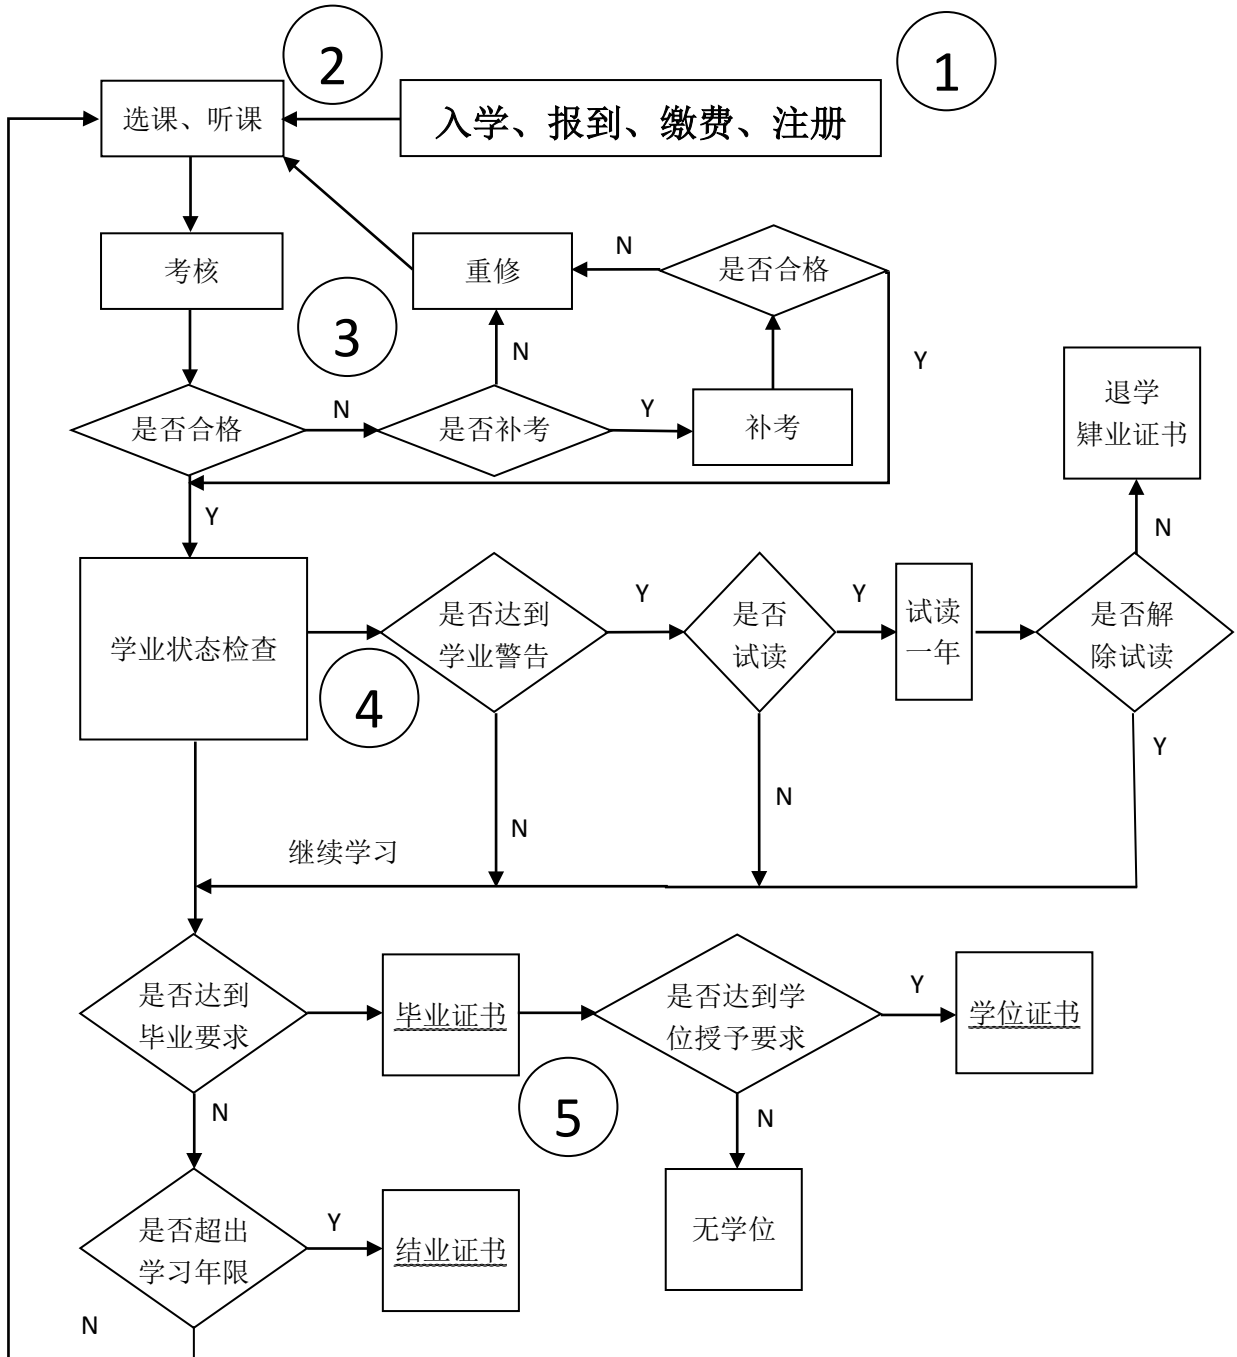 2
1
选课、听课
入学、报到、缴费、注册
考核
重修
N
是否合格
3
N
Y
退学
肄业证书
是否合格
N
是否补考
Y
补考
Y
N
学业状态检查
是否达到
学业警告
Y
是否
试读
Y
试读
一年
是否解
除试读
4
Y
N
N
继续学习
是否达到
毕业要求
毕业证书
是否达到学
位授予要求
Y
学位证书
N
5
N
是否超出
学习年限
Y
结业证书
无学位
N